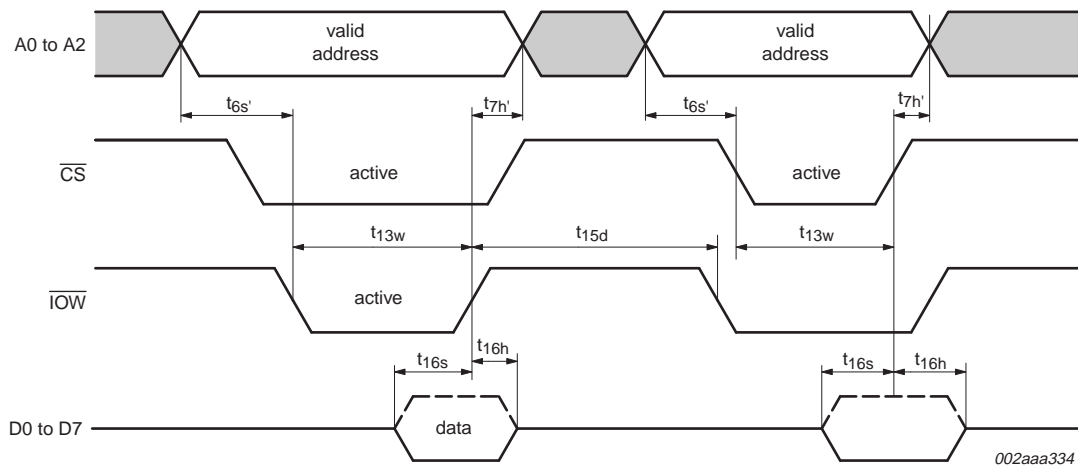 A0 to A2
valid
address
valid
address
t6s'
t7h'
t6s'
t7h'
CS
active
active
t13w
t15d
t13w
IOW
active
t16s
t16h
t16s
t16h
D0 to D7
data
002aaa334